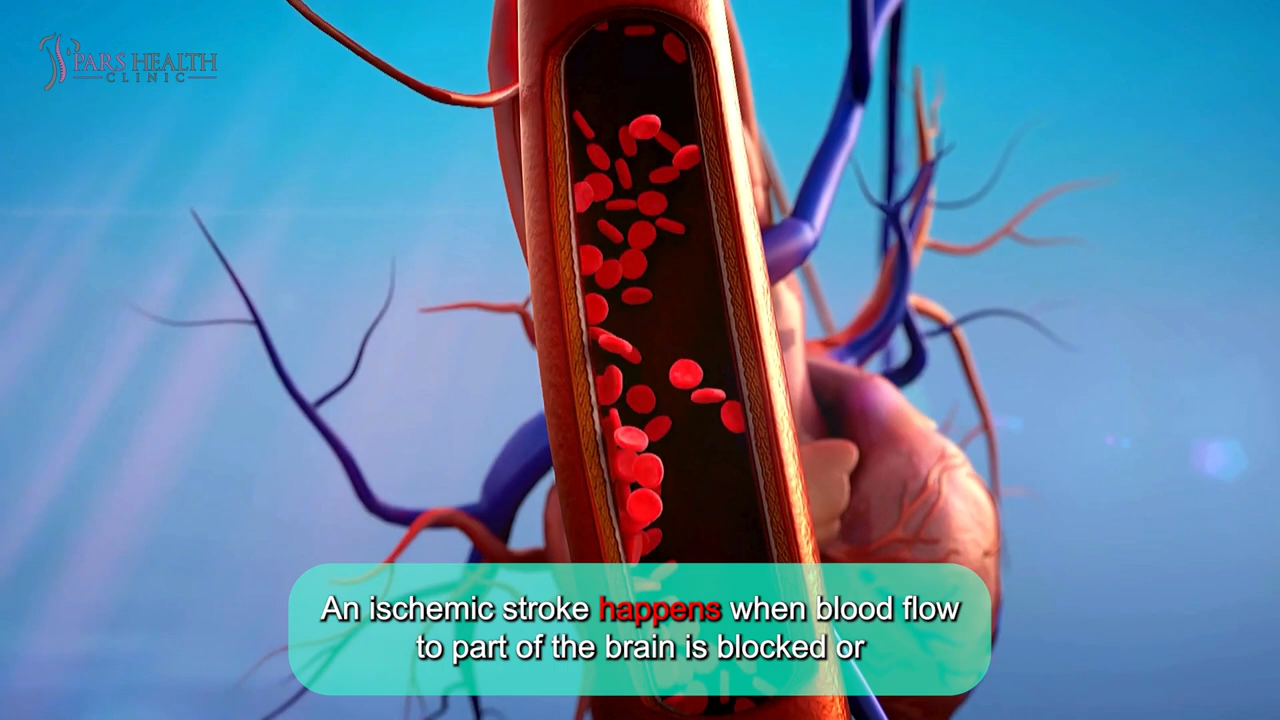 PARS HEALTH
CLINIC
An ischemic stroke happens when blood flow
to part of the brain is blocked or